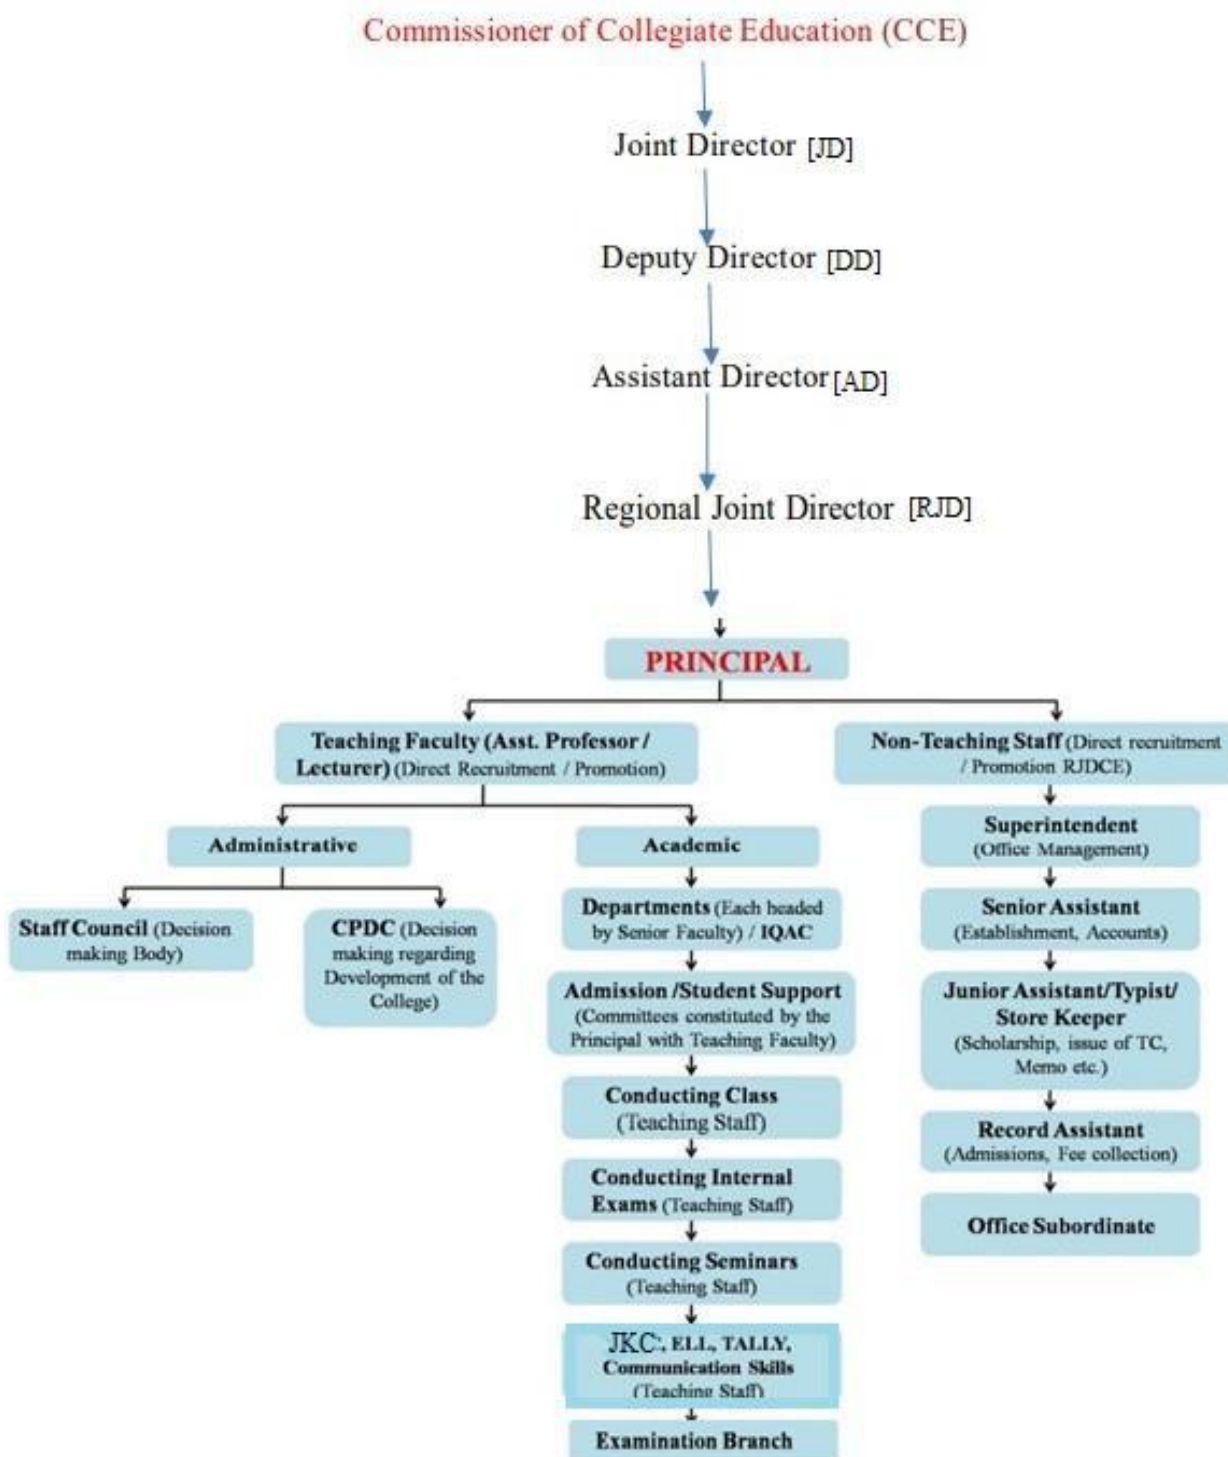 Commissioner of Collegiate Education (CCE)
Joint Director [JD]
Deputy Director [DD]
Assistant Director[AD]
Regional Joint Director [RJD]
PRINCIPAL
Teaching Faculty (Asst. Professor /
Lecturer) (Direct Recruitment / Promotion)
Administrative
Staff Council (Decision
making Body)
CPDC (Decision
making regarding
Development of the
College)
Academic
Departments (Each headed
by Senior Faculty) / IQAC
Admission /Student Support
(Committees constituted by the
Principal with Teaching Faculty)
Conducting Class
(Teaching Staff)
Conducting Internal
Exams (Teaching Staff)
Conducting Seminars
(Teaching Staff)
JKC, ELL, TALLY,
Communication Skills
(Teaching Staff)
Examination Branch
Non-Teaching Staff (Direct recruitment
/ Promotion RJDCE)
Superintendent
(Office Management)
Senior Assistant
(Establishment, Accounts)
Junior Assistant/Typist/
Store Keeper
(Scholarship, issue of TC,
Memo etc.)
Record Assistant
(Admissions, Fee collection)
Office Subordinate